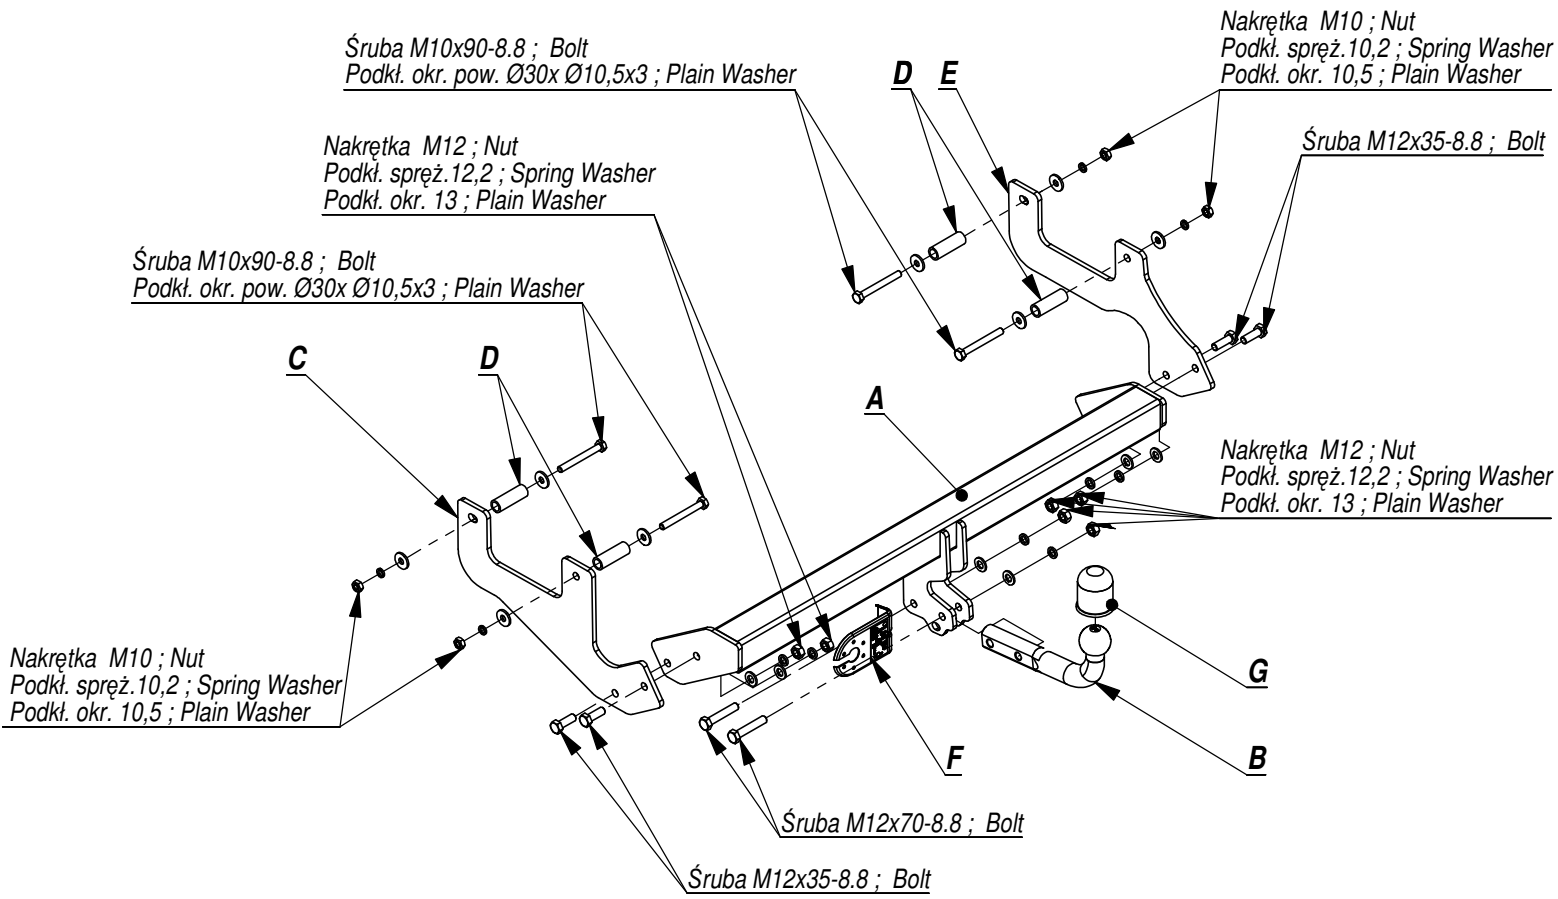 Śruba M10x90-8.8 ; Bolt
Podkł. okr. pow. Ø30x Ø10,5x3 ; Plain Washer
D
E
Nakrętka M10 ; Nut
Podkł. spręż.10,2 ; Spring Washer
Podkł. okr. 10,5 ; Plain Washer
Nakrętka M12 ; Nut
Podkł. spręż.12,2 ; Spring Washer
Podkł. okr. 13 ; Plain Washer
Śruba M12x35-8.8 ; Bolt
Śruba M10x90-8.8 ; Bolt
Podkł. okr. pow. Ø30x Ø10,5x3 ; Plain Washer
D
C
D
A
Nakrętka M12 ; Nut
Podkł. spręż.12,2 ; Spring Washer
Podkł. okr. 13 ; Plain Washer
Nakrętka M10 ; Nut
Podkł. spręż.10,2 ; Spring Washer
Podkł. okr. 10,5 ; Plain Washer
G
F
B
Śruba M12x70-8.8 ; Bolt
Śruba M12x35-8.8 ; Bolt